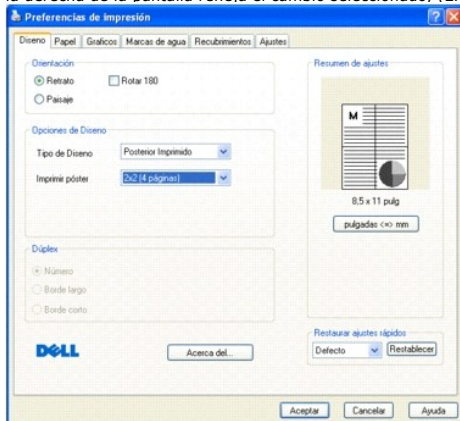 la derecha de la pantalla refleja el cambio seleccionado.
Preferencias de impresión
Diseno Papel Graficos Marcas de agua Recubrimientos Ajustes
Orientación
Retrato Rotar 180
Paisaje
Opciones de Diseno
Tipo de Diseno Posterior Imprimido
Imprimir póster 2x2 (4 páginas)
Dúplex
Número
Borde largo
Borde corto
DELL Acerca del...
Resumen de ajustes
M
8,5 x 11 pulg
pulgadas <=> mm
Restaurar ajustes rápidos
Defecto Restablecer
Aceptar Cancelar Ayuda